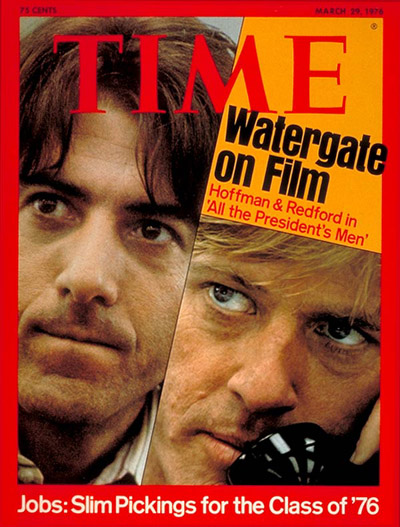 75 CENTS
MARCH 29, 1976
TIME
®
Watergate
on Film
Hoffman & Redford in
'All the President's Men'
Jobs: Slim Pickings for the Class of '76